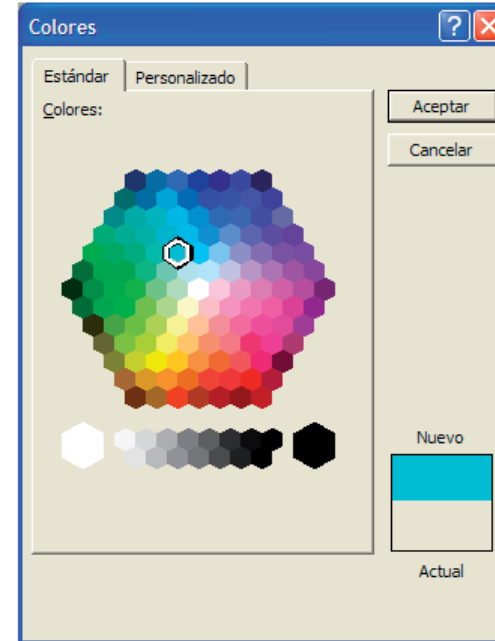 Colores
Estándar
Personalizado
Colores:
Aceptar
Cancelar
Nuevo
Actual